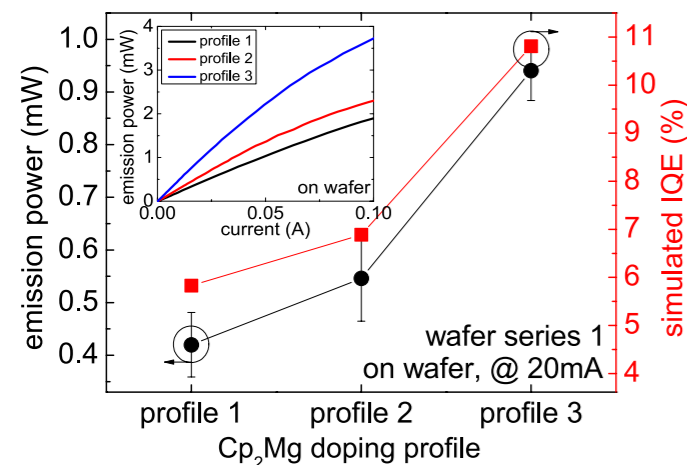 emission power (mW)
1.0
0.9
0.8
0.7
0.6
0.5
0.4
emission power (mW)
4
3
2
1
0
profile 1
profile 2
profile 3
on wafer
0.00
0.05
0.10
current (A)
simulated IQE (%)
11
10
9
8
7
6
5
4
3
wafer series 1
on wafer, @ 20mA
profile 1
profile 2
profile 3
Cp₂Mg doping profile